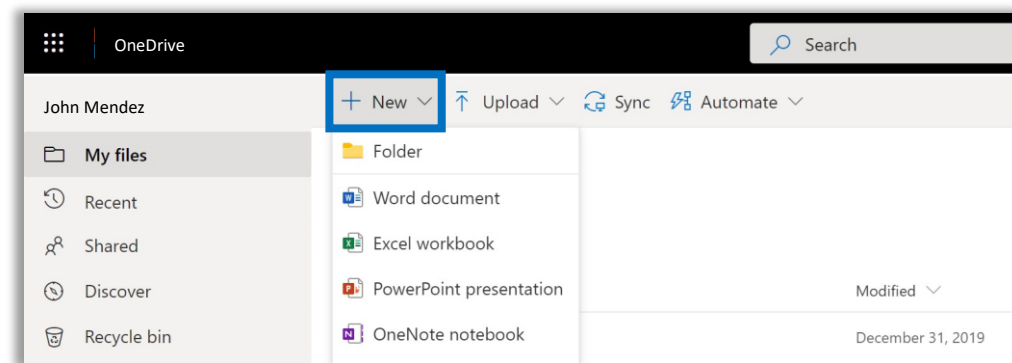 OneDrive
Search
John Mendez
New
Upload
Sync
Automate
My files
Folder
Recent
Word document
Shared
Excel workbook
Discover
PowerPoint presentation
Modified
Recycle bin
OneNote notebook
December 31, 2019